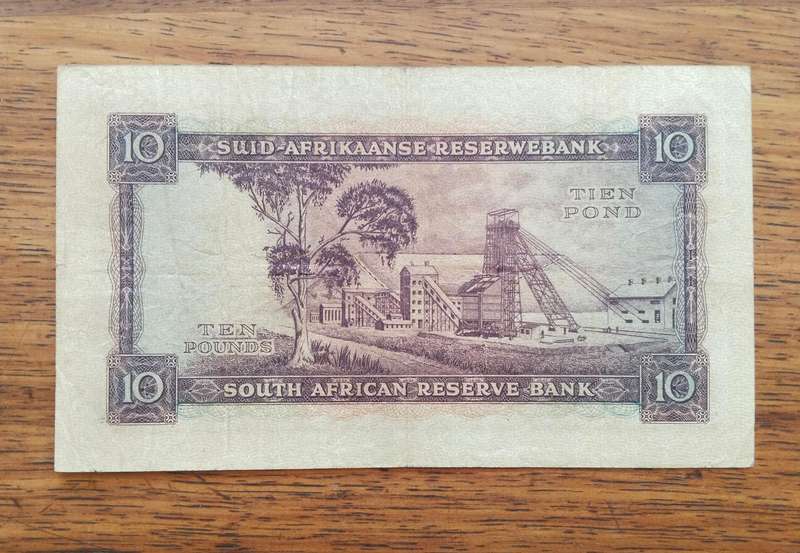 10 SUID-AFRIKAANSE RESERWEBANK 10
TIEN
POND
TEN
POUNDS
10 SOUTH AFRICAN RESERVE BANK 10